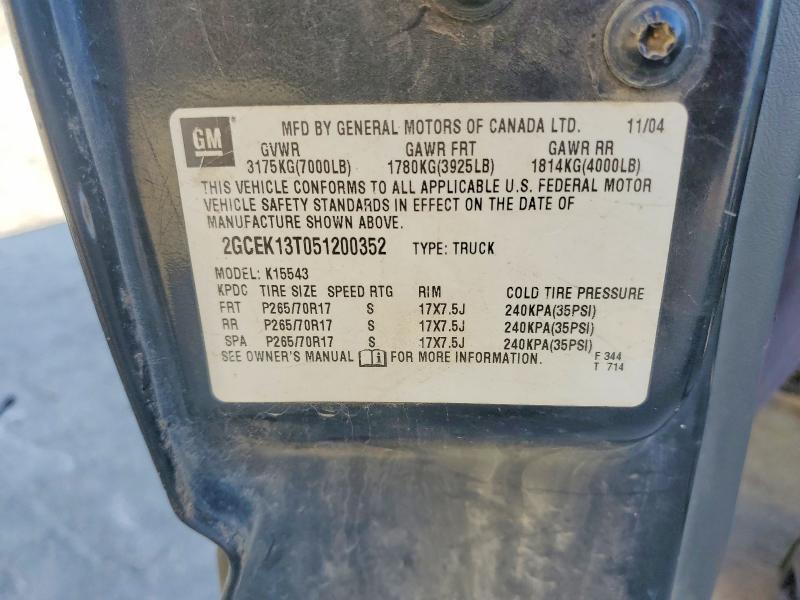 GM
MFD BY GENERAL MOTORS OF CANADA LTD. 11/04
GVWR GAWR FRT GAWR RR
3175KG(7000LB) 1780KG(3925LB) 1814KG(4000LB)
THIS VEHICLE CONFORMS TO ALL APPLICABLE U.S. FEDERAL MOTOR
VEHICLE SAFETY STANDARDS IN EFFECT ON THE DATE OF
MANUFACTURE SHOWN ABOVE.
2GCEK13T051200352 TYPE: TRUCK
MODEL: K15543
KPDC TIRE SIZE SPEED RTG RIM COLD TIRE PRESSURE
FRT P265/70R17 S 17X7.5J 240KPA(35PSI)
RR P265/70R17 S 17X7.5J 240KPA(35PSI)
SPA P265/70R17 S 17X7.5J 240KPA(35PSI)
SEE OWNER'S MANUAL FOR MORE INFORMATION. F 344
T 714